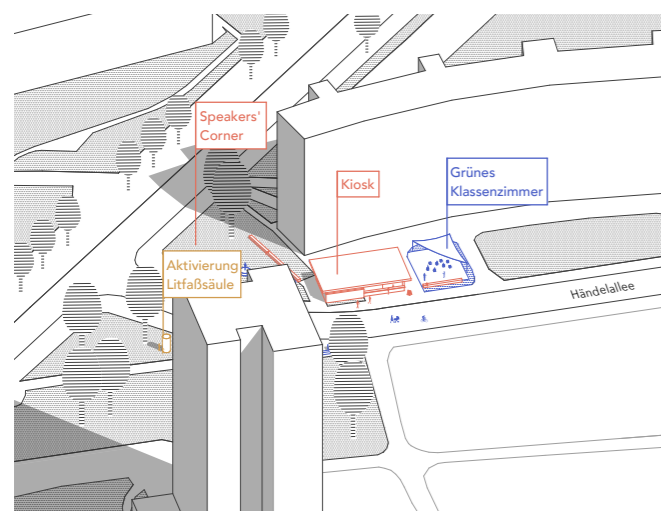 Speakers'
Corner
Kiosk
Grünes
Klassenzimmer
Aktivierung
Litfaßsäule
Händelallee